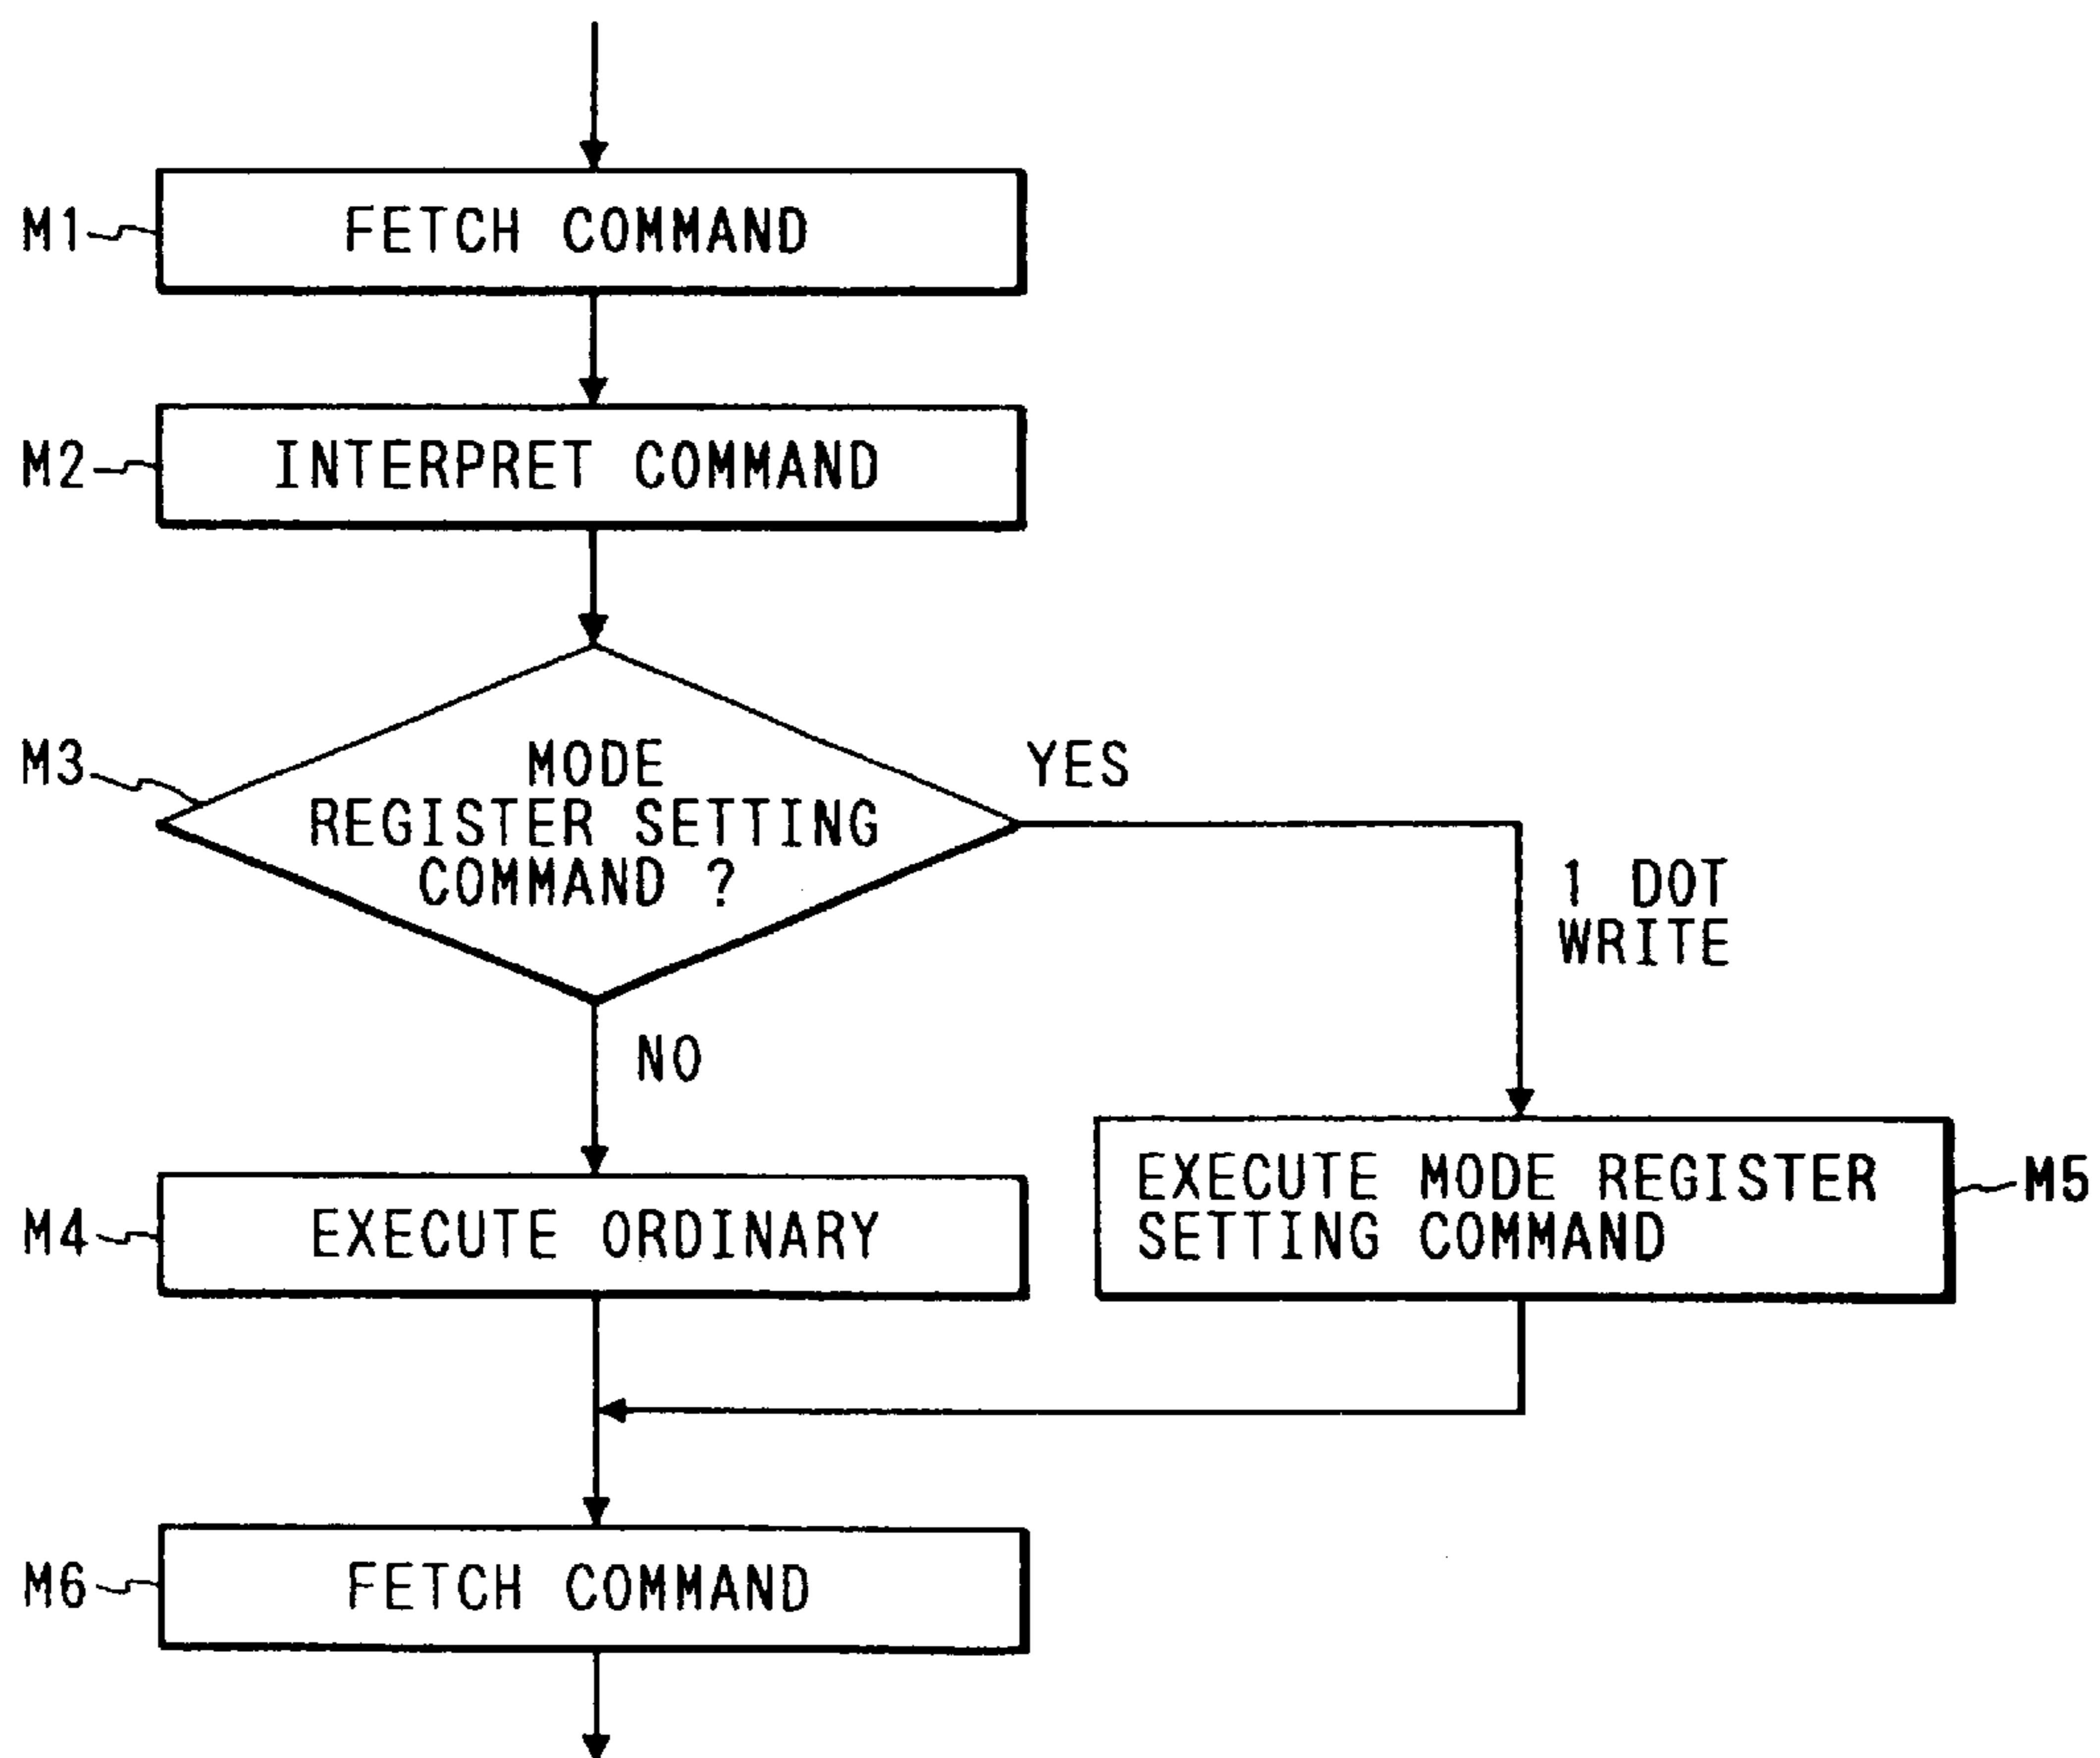 M1
FETCH COMMAND
M2
INTERPRET COMMAND
M3
MODE
REGISTER SETTING
COMMAND ?
YES
1 DOT
WRITE
NO
M4
EXECUTE ORDINARY
EXECUTE MODE REGISTER
SETTING COMMAND
M5
M6
FETCH COMMAND